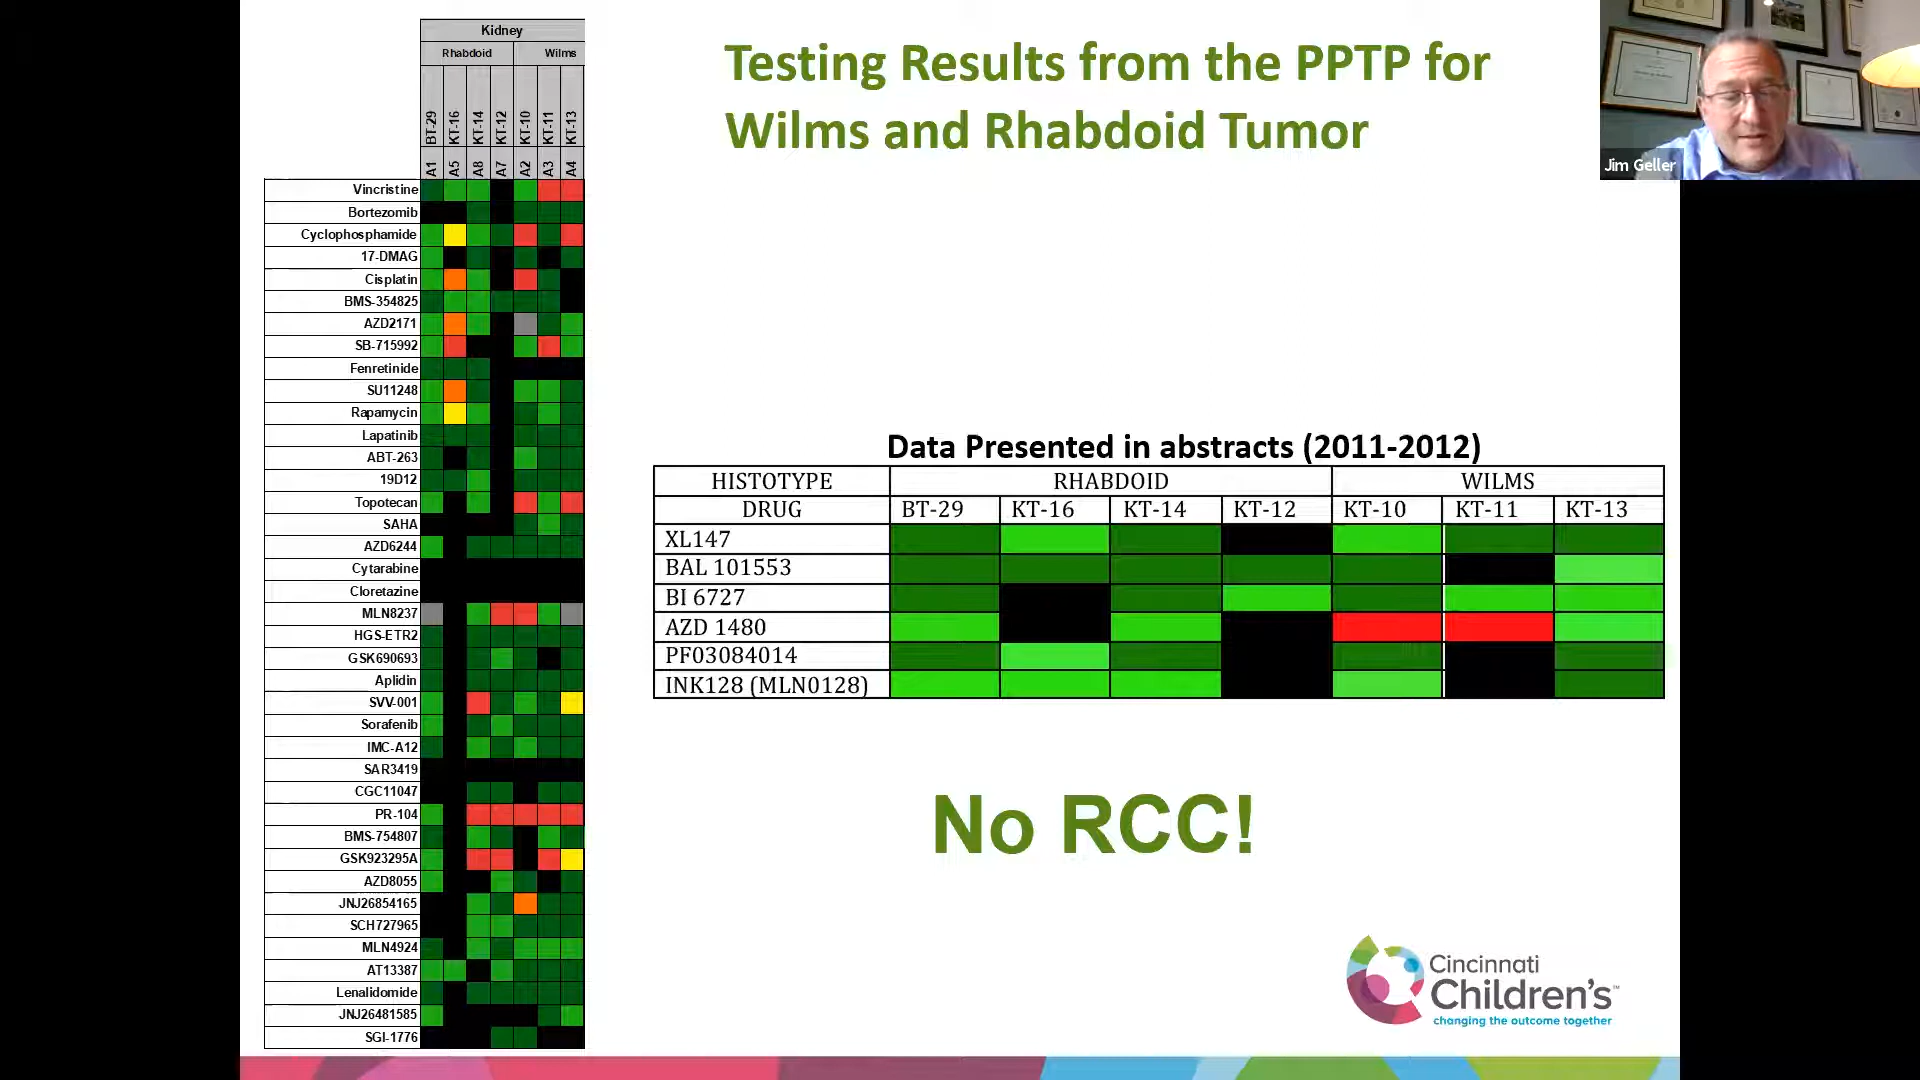 Kidney
Rhabdoid Wilms
BT-29 KT-16 KT-14 KT-12 KT-10 KT-11 KT-13
A1 A5 A8 A7 A2 A3 A4
Vincristine
Bortezomib
Cyclophosphamide
17-DMAG
Cisplatin
BMS-354825
AZD2171
SB-715992
Fenretinide
SU11248
Rapamycin
Lapatinib
ABT-263
19D12
Topotecan
SAHA
AZD6244
Cytarabine
Cloretazine
MLN8237
HGS-ETR2
GSK690693
Aplidin
SVV-001
Sorafenib
IMC-A12
SAR3419
CGC11047
PR-104
BMS-754807
GSK923295A
AZD8055
JNJ26854165
SCH727965
MLN4924
AT13387
Lenalidomide
JNJ26481585
SGI-1776
Testing Results from the PPTP for
Wilms and Rhabdoid Tumor
Jim Geller
Data Presented in abstracts (2011-2012)
HISTOTYPE RHABDOID WILMS
DRUG BT-29 KT-16 KT-14 KT-12 KT-10 KT-11 KT-13
XL147
BAL 101553
BI 6727
AZD 1480
PF03084014
INK128 (MLN0128)
No RCC!
Cincinnati
Children's™
changing the outcome together